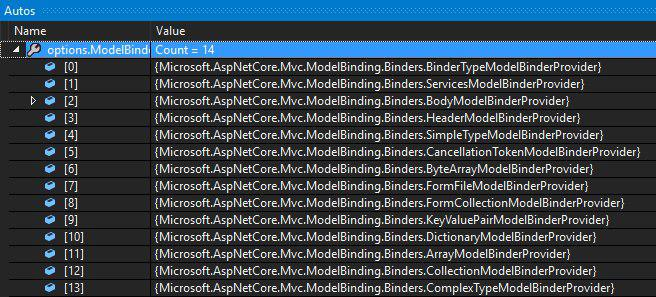 Autos
Name Value
options.ModelBinde Count = 14
[0] {Microsoft.AspNetCore.Mvc.ModelBinding.Binders.BinderTypeModelBinderProvider}
[1] {Microsoft.AspNetCore.Mvc.ModelBinding.Binders.ServicesModelBinderProvider}
[2] {Microsoft.AspNetCore.Mvc.ModelBinding.Binders.BodyModelBinderProvider}
[3] {Microsoft.AspNetCore.Mvc.ModelBinding.Binders.HeaderModelBinderProvider}
[4] {Microsoft.AspNetCore.Mvc.ModelBinding.Binders.SimpleTypeModelBinderProvider}
[5] {Microsoft.AspNetCore.Mvc.ModelBinding.Binders.CancellationTokenModelBinderProvider}
[6] {Microsoft.AspNetCore.Mvc.ModelBinding.Binders.ByteArrayModelBinderProvider}
[7] {Microsoft.AspNetCore.Mvc.ModelBinding.Binders.FormFileModelBinderProvider}
[8] {Microsoft.AspNetCore.Mvc.ModelBinding.Binders.FormCollectionModelBinderProvider}
[9] {Microsoft.AspNetCore.Mvc.ModelBinding.Binders.KeyValuePairModelBinderProvider}
[10] {Microsoft.AspNetCore.Mvc.ModelBinding.Binders.DictionaryModelBinderProvider}
[11] {Microsoft.AspNetCore.Mvc.ModelBinding.Binders.ArrayModelBinderProvider}
[12] {Microsoft.AspNetCore.Mvc.ModelBinding.Binders.CollectionModelBinderProvider}
[13] {Microsoft.AspNetCore.Mvc.ModelBinding.Binders.ComplexTypeModelBinderProvider}